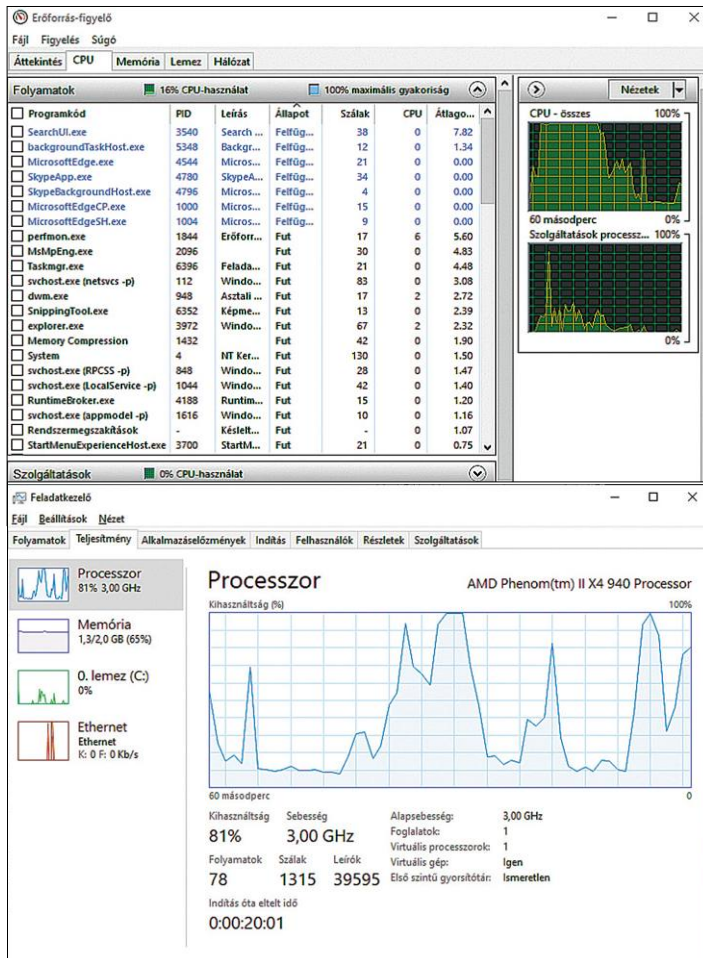 Erőforrás-figyelő
Fájl Figyelés Súgó
Áttekintés CPU Memória Lemez Hálózat
Folyamatok 16% CPU-használat 100% maximális gyakoriság
Programkód PID Leírás Állapot Szálak CPU Átlago...
SearchUI.exe 3540 Search ... Felfüg... 38 0 7.82
backgroundTaskHost.exe 5348 Backgr... Felfüg... 12 0 1.34
MicrosoftEdge.exe 4544 Micros... Felfüg... 21 0 0.00
SkypeApp.exe 4780 SkypeA... Felfüg... 34 0 0.00
SkypeBackgroundHost.exe 4796 Micros... Felfüg... 4 0 0.00
MicrosoftEdgeCP.exe 1000 Micros... Felfüg... 15 0 0.00
MicrosoftEdgeSH.exe 1004 Micros... Felfüg... 9 0 0.00
perfmon.exe 1844 Erőforr... Fut 17 6 5.60
MsMpEng.exe 2096 Fut 30 0 4.83
Taskmgr.exe 6396 Felada... Fut 21 0 4.48
svchost.exe (netsvcs -p) 112 Windo... Fut 83 0 3.08
dwm.exe 948 Asztali ... Fut 17 2 2.72
SnippingTool.exe 6352 Képme... Fut 13 0 2.39
explorer.exe 3972 Windo... Fut 67 2 2.32
Memory Compression 1432 Fut 42 0 1.90
System 4 NT Ker... Fut 130 0 1.50
svchost.exe (RPCSS -p) 848 Windo... Fut 28 0 1.47
svchost.exe (LocalService -p) 1044 Windo... Fut 42 0 1.40
RuntimeBroker.exe 4188 Runtim... Fut 15 0 1.20
svchost.exe (appmodel -p) 1616 Windo... Fut 10 0 1.16
Rendszermegszakítások - Késlelt... Fut - 0 1.07
StartMenuExperienceHost.exe 3700 StartM... Fut 21 0 0.75
Szolgáltatások 0% CPU-használat
Nézetek
CPU - összes 100%
60 másodperc 0%
Szolgáltatások processz... 100%
0%
Feladatkezelő
Fájl Beállítások Nézet
Folyamatok Teljesítmény Alkalmazáselőzmények Indítás Felhasználók Részletek Szolgáltatások
Processzor
81% 3,00 GHz
Memória
1,3/2,0 GB (65%)
0. lemez (C:)
0%
Ethernet
Ethernet
K: 0 F: 0 Kb/s
Processzor AMD Phenom(tm) II X4 940 Processor
Kihasználtság (%) 100%
60 másodperc 0
Kihasználtság Sebesség
81% 3,00 GHz
Folyamatok Szálak Leírók
78 1315 39595
Indítás óta eltelt idő
0:00:20:01
Alapsebesség: 3,00 GHz
Foglalatok: 1
Virtuális processzorok: 1
Virtuális gép: Igen
Első szintű gyorsítótár: Ismeretlen